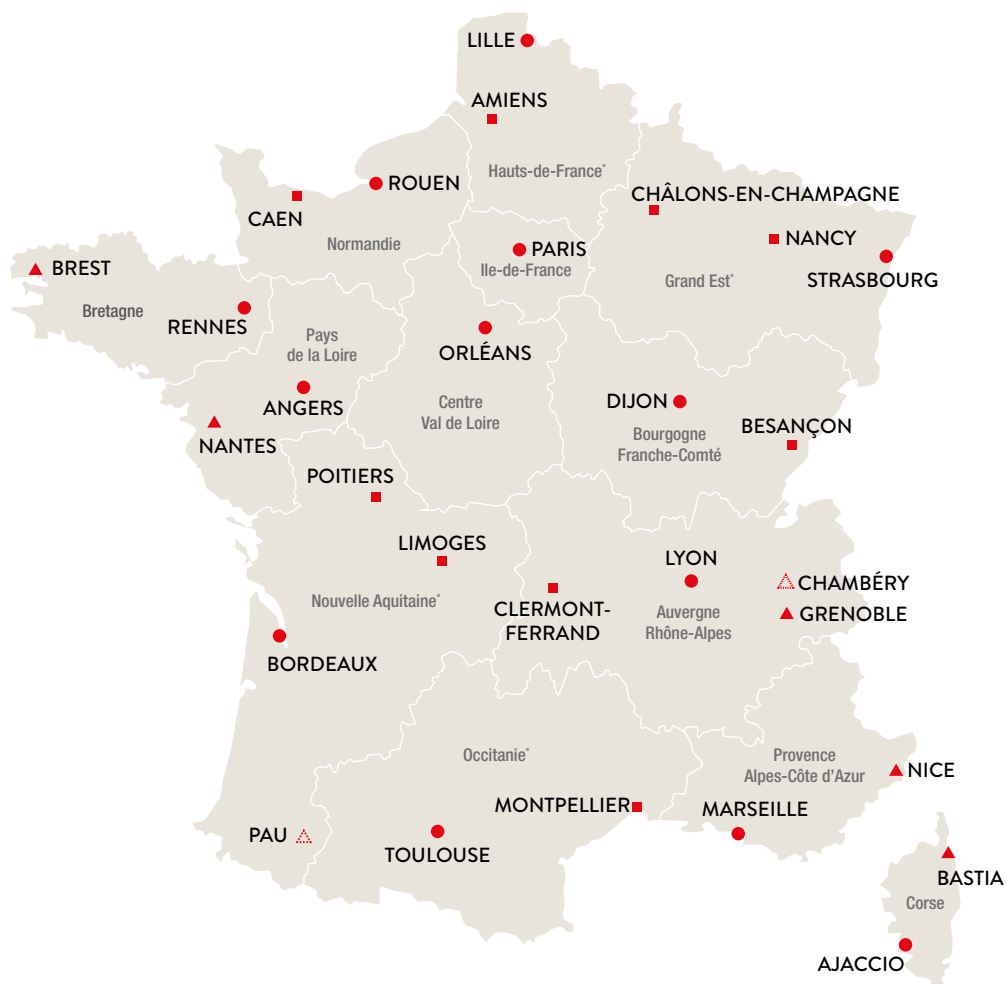 LILLE
AMIENS
Hauts-de-France*
ROUEN
CAEN
Normandie
CHÂLONS-EN-CHAMPAGNE
NANCY
STRASBOURG
Grand Est*
PARIS
Ile-de-France
BREST
Bretagne
RENNES
Pays
de la Loire
ORLÉANS
ANGERS
NANTES
Centre
Val de Loire
DIJON
BESANÇON
Bourgogne
Franche-Comté
POITIERS
LIMOGES
Nouvelle Aquitaine*
BORDEAUX
CLERMONT-
FERRAND
LYON
Auvergne
Rhône-Alpes
CHAMBÉRY
GRENOBLE
Occitanie*
Provence
Alpes-Côte d'Azur
NICE
MONTPELLIER
MARSEILLE
PAU
TOULOUSE
BASTIA
Corse
AJACCIO